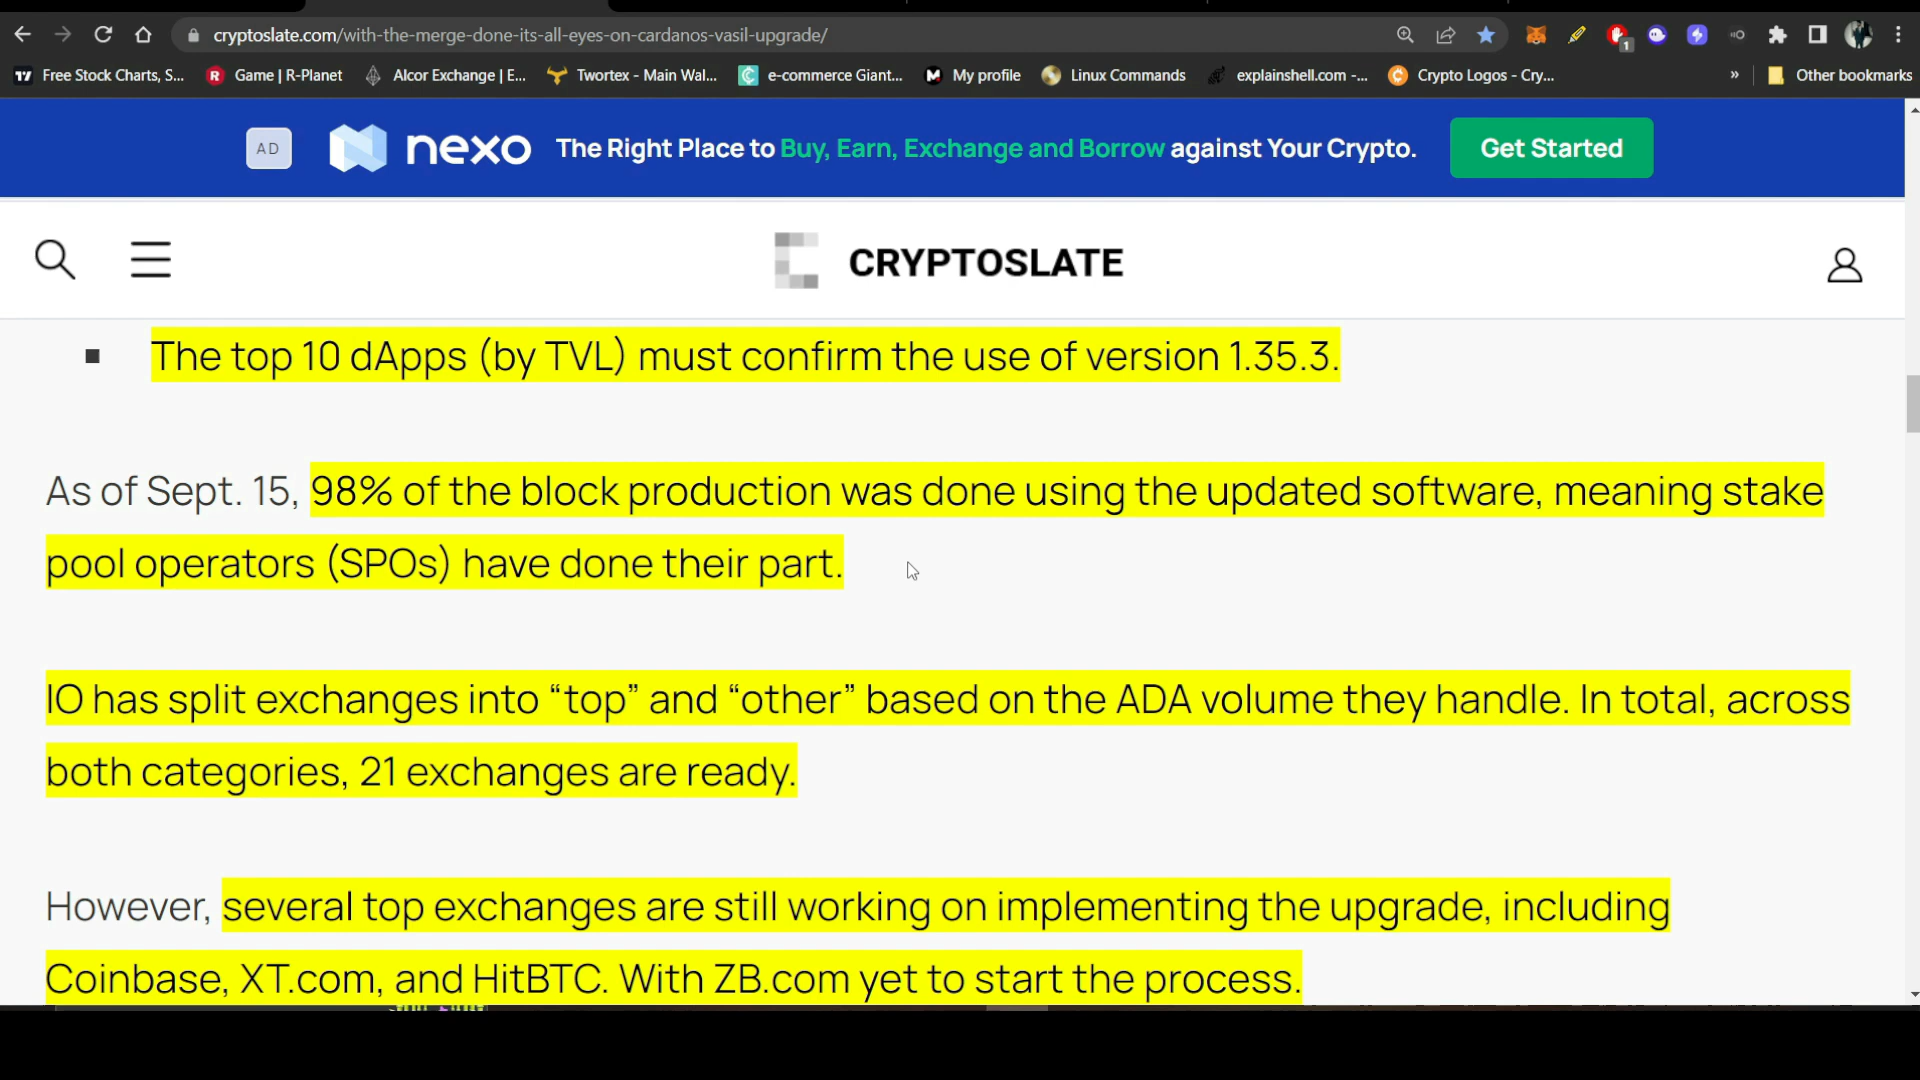 cryptoslate.com/with-the-merge-done-its-all-eyes-on-cardanos-vasil-upgrade/
1
Free Stock Charts, S...
Game | R-Planet
Alcor Exchange | E...
Twortex - Main Wal...
e-commerce Giant...
My profile
Linux Commands
explainshell.com -...
Crypto Logos - Cry...
»
Other bookmarks
AD
nexo
The Right Place to Buy, Earn, Exchange and Borrow against Your Crypto.
Get Started
CRYPTOSLATE
The top 10 dApps (by TVL) must confirm the use of version 1.35.3.
As of Sept. 15, 98% of the block production was done using the updated software, meaning stake
pool operators (SPOs) have done their part.
IO has split exchanges into “top” and “other” based on the ADA volume they handle. In total, across
both categories, 21 exchanges are ready.
However, several top exchanges are still working on implementing the upgrade, including
Coinbase, XT.com, and HitBTC. With ZB.com yet to start the process.